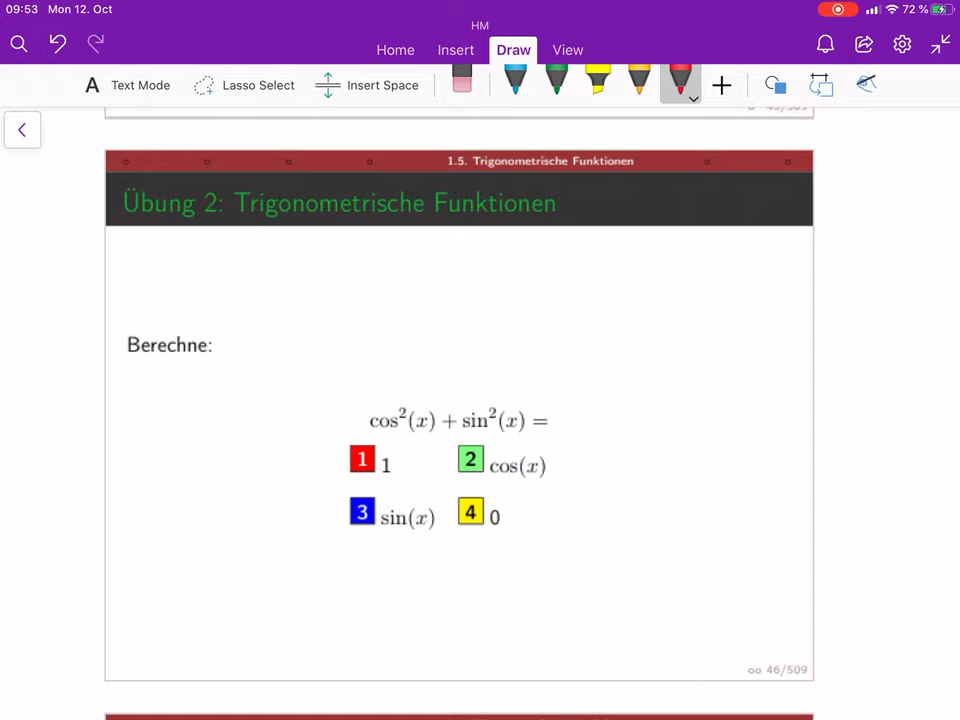 09:53 Mon 12. Oct 72 %
HM
Home Insert Draw View
A Text Mode Lasso Select Insert Space
45/509
1.5. Trigonometrische Funktionen
Übung 2: Trigonometrische Funktionen
Berechne:
cos²(x) + sin²(x) =
1 1 2 cos(x)
3 sin(x) 4 0
46/509